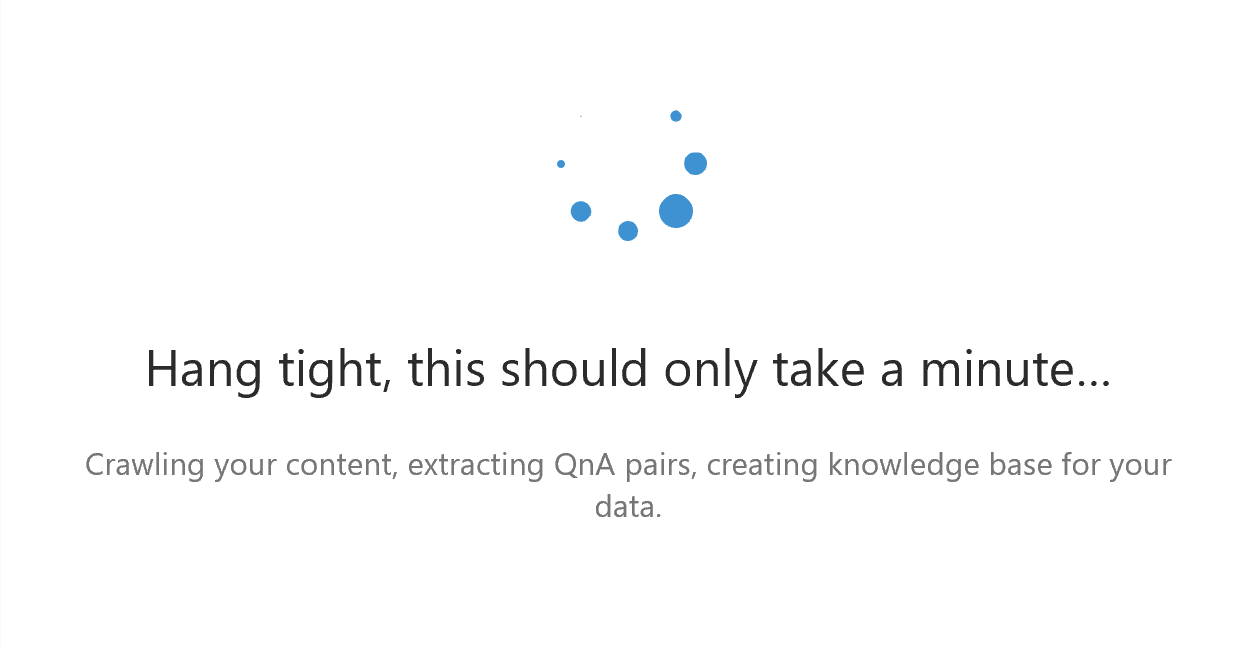 Hang tight, this should only take a minute...
Crawling your content, extracting QnA pairs, creating knowledge base for your
data.